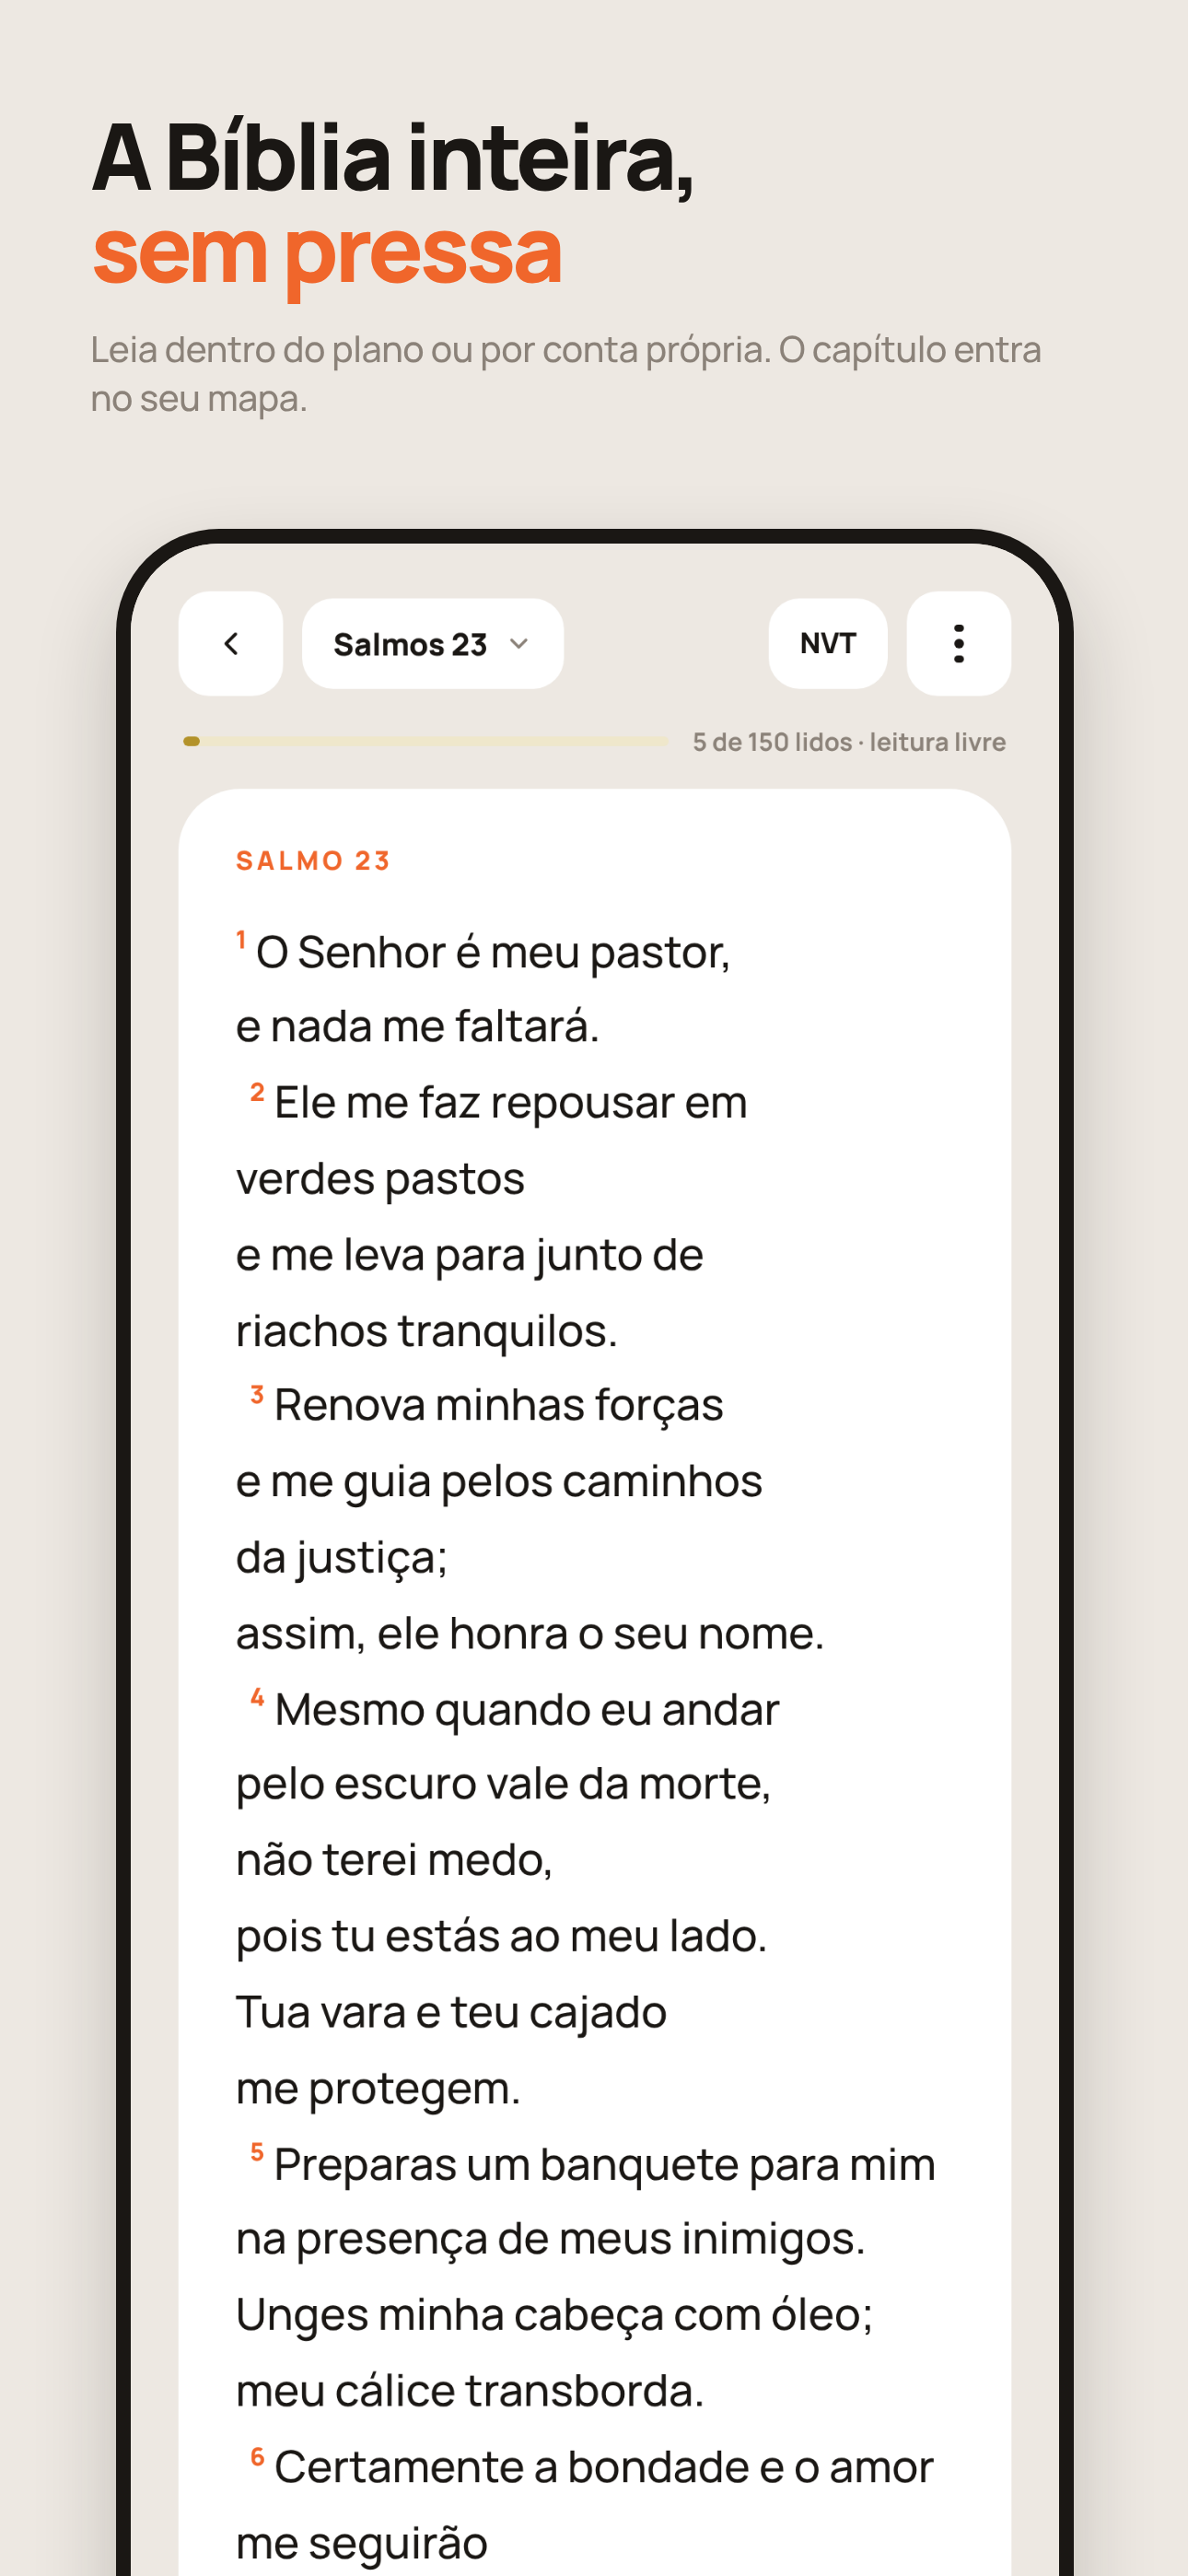 A Bíblia inteira,
sem pressa
Leia dentro do plano ou por conta própria. O capítulo entra
no seu mapa.
Salmos 23
NVT
5 de 150 lidos · leitura livre
SALMO 23
1 O Senhor é meu pastor,
e nada me faltará.
2 Ele me faz repousar em
verdes pastos
e me leva para junto de
riachos tranquilos.
3 Renova minhas forças
e me guia pelos caminhos
da justiça;
assim, ele honra o seu nome.
4 Mesmo quando eu andar
pelo escuro vale da morte,
não terei medo,
pois tu estás ao meu lado.
Tua vara e teu cajado
me protegem.
5 Preparas um banquete para mim
na presença de meus inimigos.
Unges minha cabeça com óleo;
meu cálice transborda.
6 Certamente a bondade e o amor
me seguirão